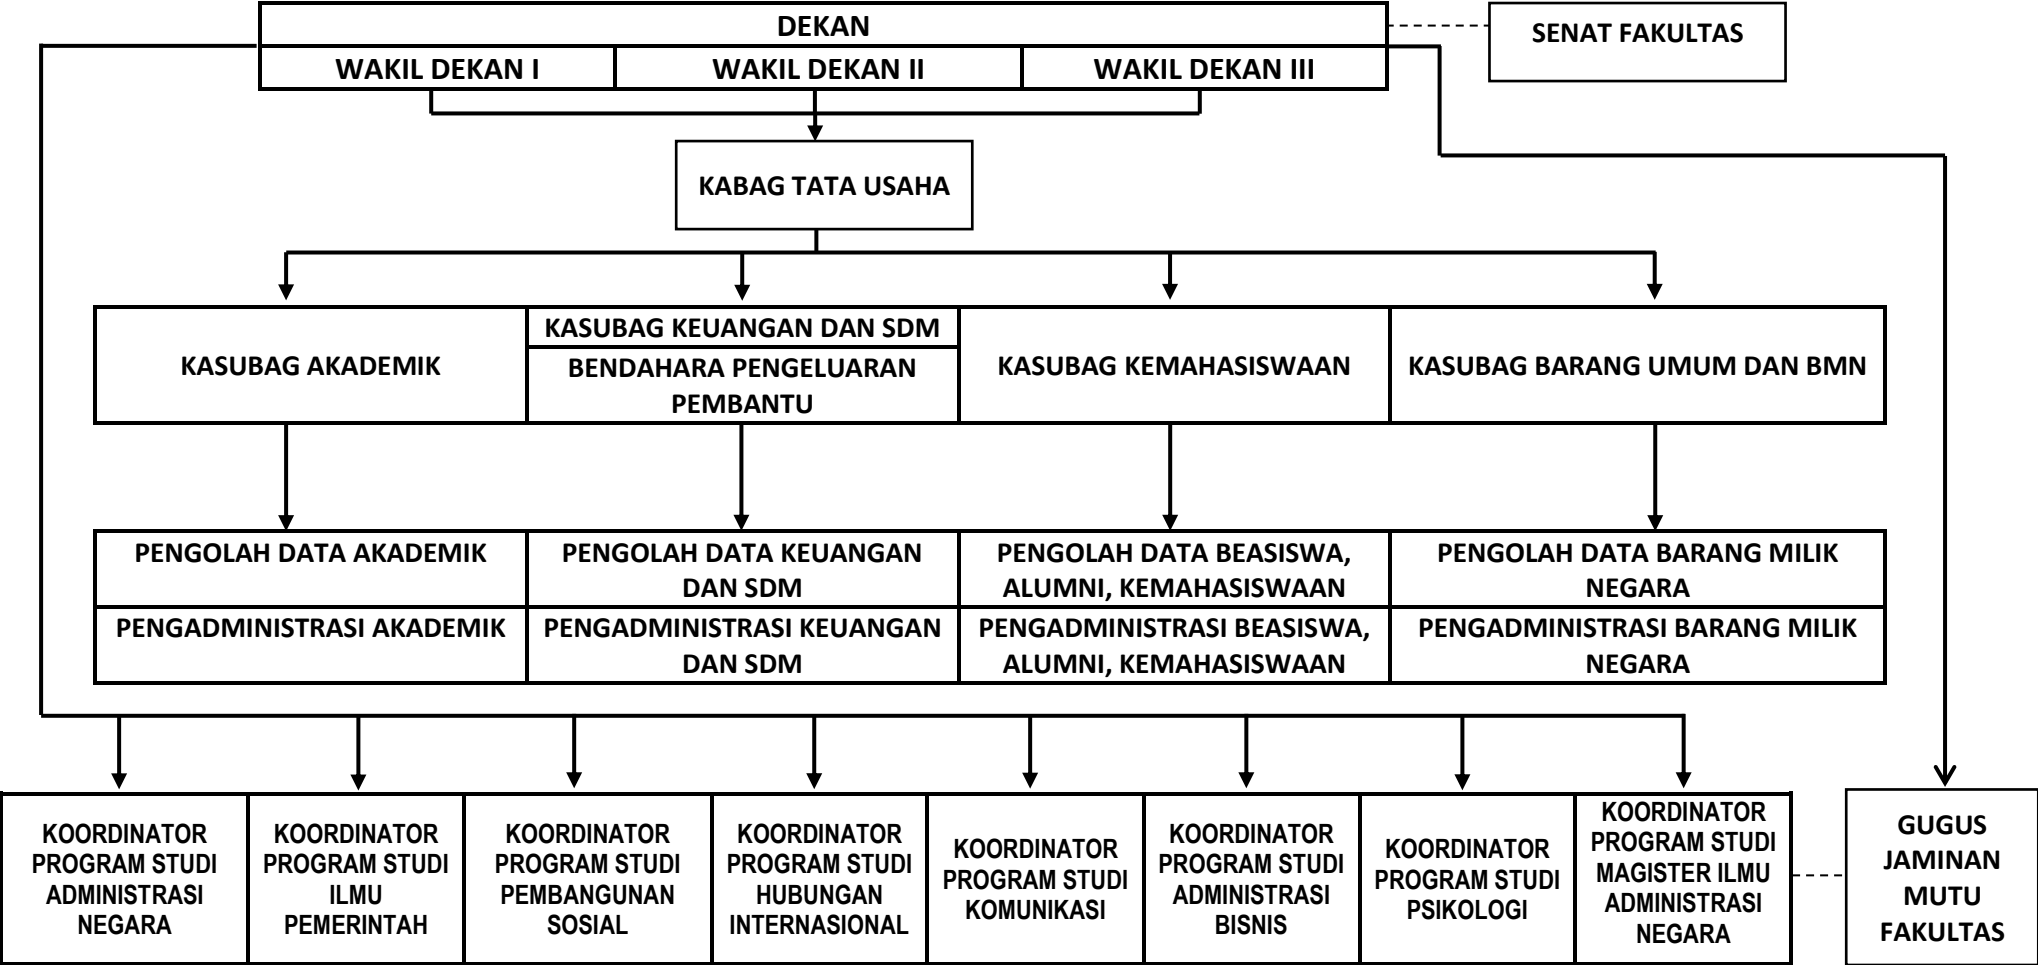 DEKAN
SENAT FAKULTAS
WAKIL DEKAN I
WAKIL DEKAN II
WAKIL DEKAN III
KABAG TATA USAHA
KASUBAG AKADEMIK
KASUBAG KEUANGAN DAN SDM
BENDAHARA PENGELUARAN
PEMBANTU
KASUBAG KEMAHASISWAAN
KASUBAG BARANG UMUM DAN BMN
PENGOLAH DATA AKADEMIK
PENGOLAH DATA KEUANGAN
DAN SDM
PENGOLAH DATA BEASISWA,
ALUMNI, KEMAHASISWAAN
PENGOLAH DATA BARANG MILIK
NEGARA
PENGADMINISTRASI AKADEMIK
PENGADMINISTRASI KEUANGAN
DAN SDM
PENGADMINISTRASI BEASISWA,
ALUMNI, KEMAHASISWAAN
PENGADMINISTRASI BARANG MILIK
NEGARA
KOORDINATOR
PROGRAM STUDI
ADMINISTRASI
NEGARA
KOORDINATOR
PROGRAM STUDI
ILMU
PEMERINTAH
KOORDINATOR
PROGRAM STUDI
PEMBANGUNAN
SOSIAL
KOORDINATOR
PROGRAM STUDI
HUBUNGAN
INTERNASIONAL
KOORDINATOR
PROGRAM STUDI
KOMUNIKASI
KOORDINATOR
PROGRAM STUDI
ADMINISTRASI
BISNIS
KOORDINATOR
PROGRAM STUDI
PSIKOLOGI
KOORDINATOR
PROGRAM STUDI
MAGISTER ILMU
ADMINISTRASI
NEGARA
GUGUS
JAMINAN
MUTU
FAKULTAS